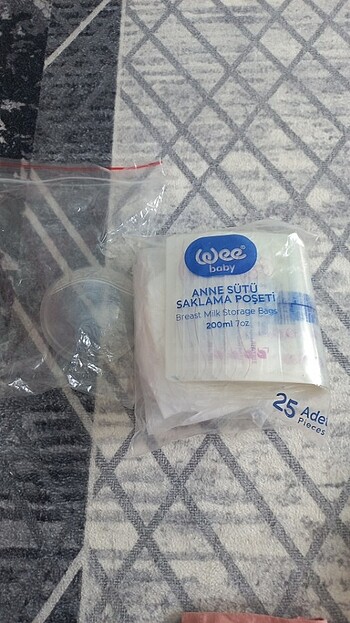 wee®
baby
ANNE SÜTÜ
SAKLAMA POŞETİ
Breast Milk Storage Bags
200ml 7oz
25 Adet
Pieces